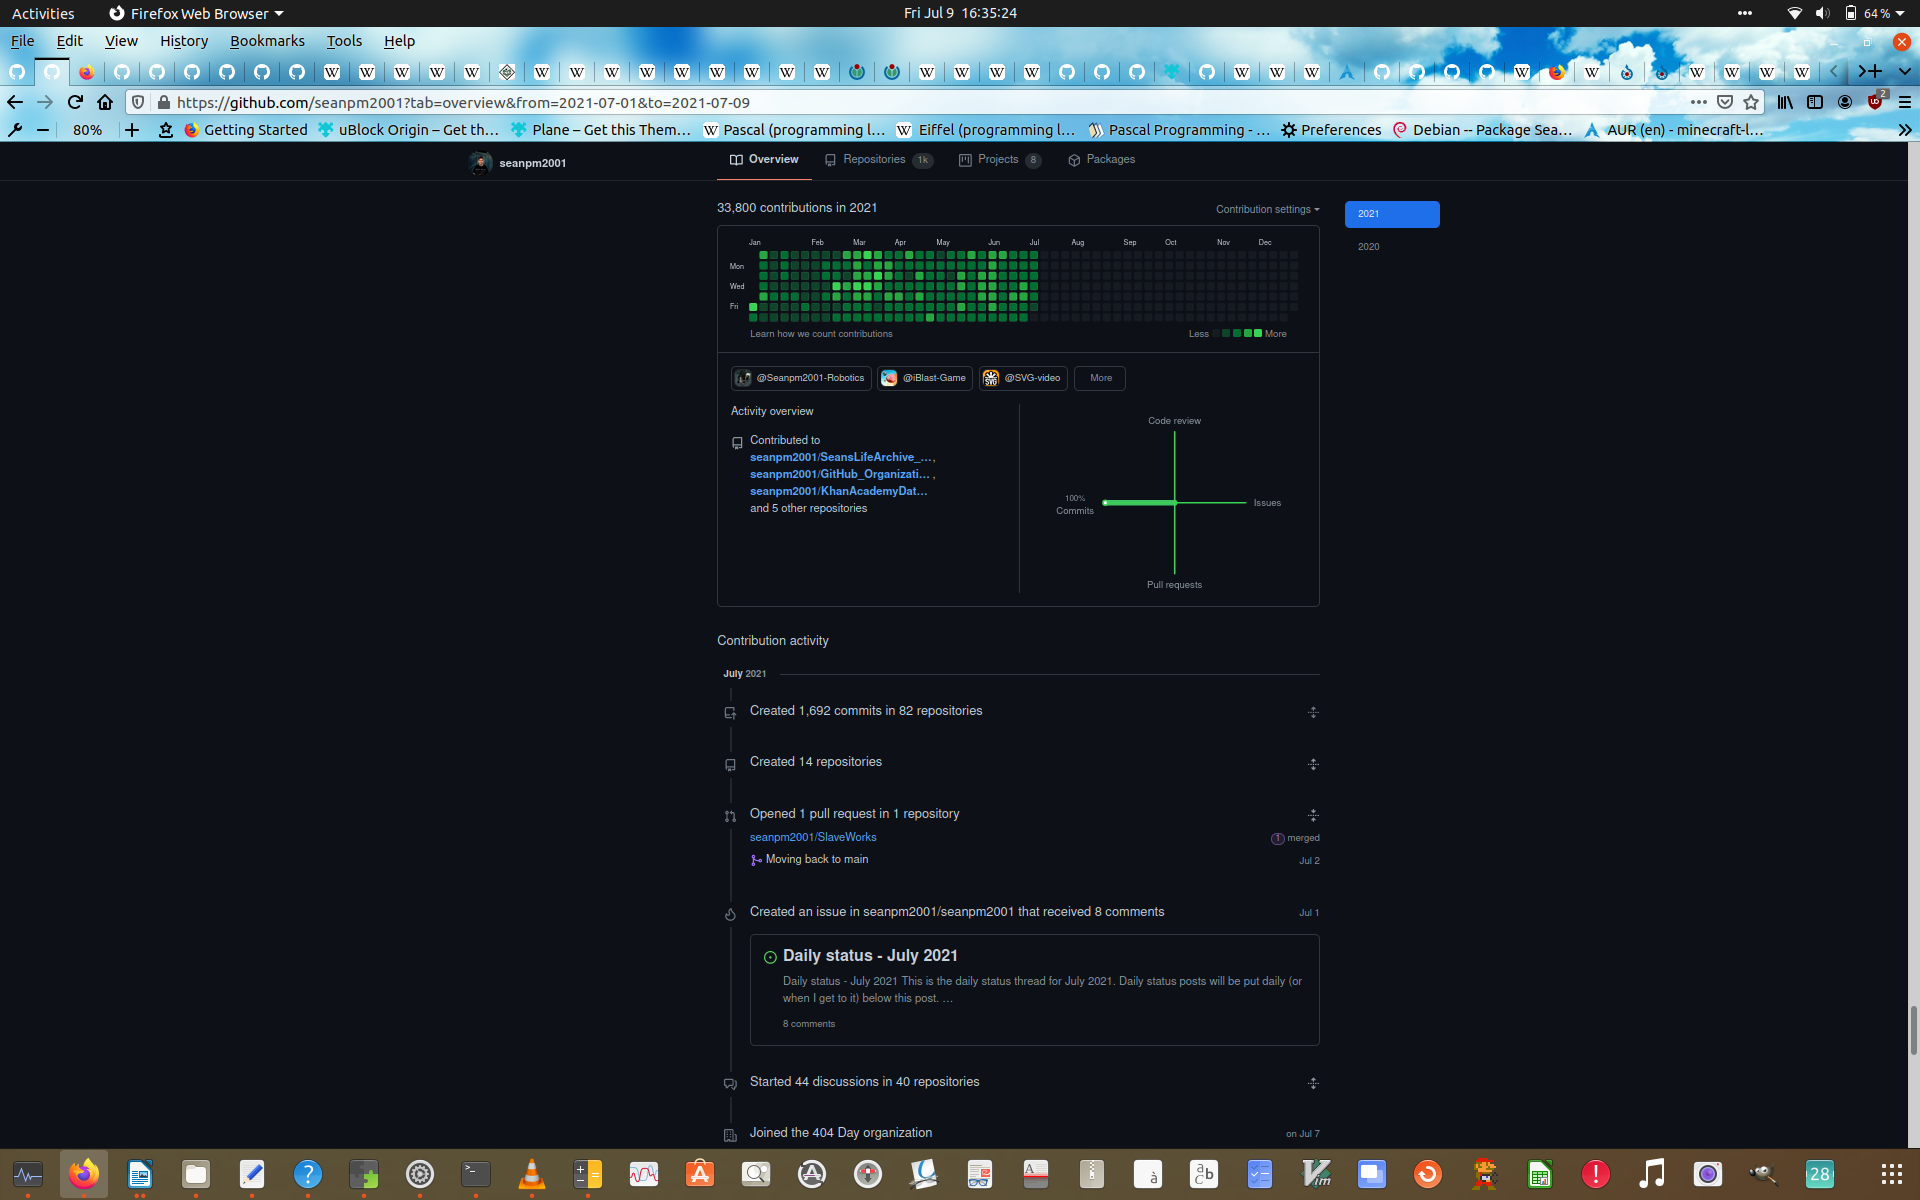 Activities
Firefox Web Browser
Fri Jul 9 16:35:24
64 %
File Edit View History Bookmarks Tools Help
https://github.com/seanpm2001?tab=overview&from=2021-07-01&to=2021-07-09
2
80%
Getting Started
uBlock Origin – Get th…
Plane – Get this Them…
Pascal (programming l…
Eiffel (programming l…
Pascal Programming - …
Preferences
Debian -- Package Sea…
AUR (en) - minecraft-l…
seanpm2001
Overview
Repositories 1k
Projects 8
Packages
33,800 contributions in 2021
Contribution settings
2021
2020
Jan Feb Mar Apr May Jun Jul Aug Sep Oct Nov Dec
Mon
Wed
Fri
Learn how we count contributions
Less
More
@Seanpm2001-Robotics
@iBlast-Game
SVG
@SVG-video
More
Activity overview
Contributed to
seanpm2001/SeansLifeArchive_… ,
seanpm2001/GitHub_Organizati… ,
seanpm2001/KhanAcademyDat…
and 5 other repositories
Code review
100%
Commits
Issues
Pull requests
Contribution activity
July 2021
Created 1,692 commits in 82 repositories
Created 14 repositories
Opened 1 pull request in 1 repository
seanpm2001/SlaveWorks
1 merged
Moving back to main
Jul 2
Created an issue in seanpm2001/seanpm2001 that received 8 comments
Jul 1
Daily status - July 2021
Daily status - July 2021 This is the daily status thread for July 2021. Daily status posts will be put daily (or
when I get to it) below this post. …
8 comments
Started 44 discussions in 40 repositories
Joined the 404 Day organization
on Jul 7
28